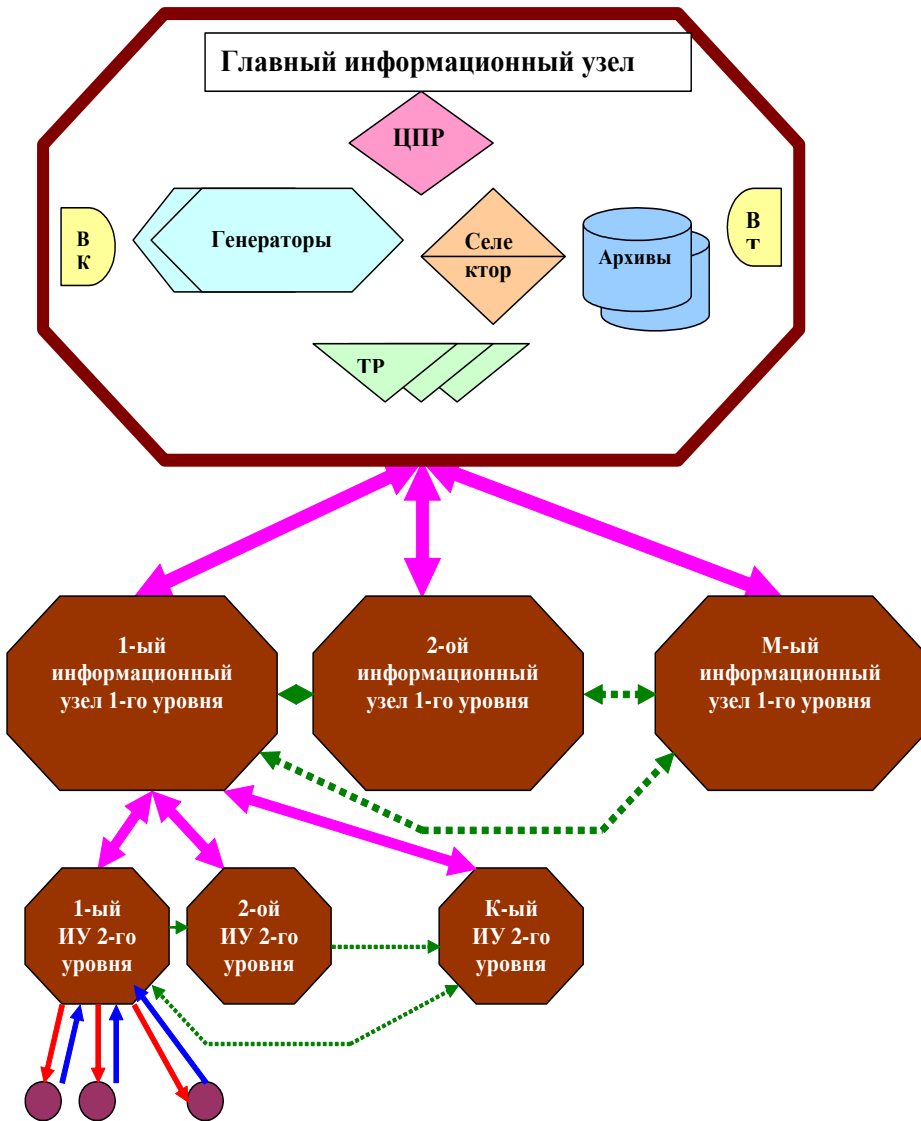 Главный информационный узел
ЦПР
В
К
Генераторы
Селе
ктор
Архивы
В
Т
ТР
1-ый
информационный
узел 1-го уровня
2-ой
информационный
узел 1-го уровня
М-ый
информационный
узел 1-го уровня
1-ый
ИУ 2-го
уровня
2-ой
ИУ 2-го
уровня
К-ый
ИУ 2-го
уровня